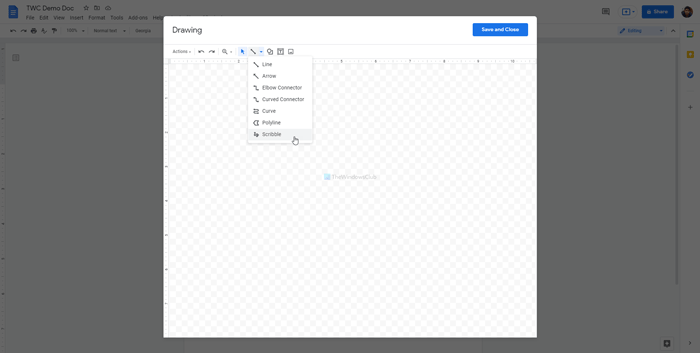 TWC Demo Doc
File Edit View Insert Format Tools Add-ons Help
Share
100% Normal text Georgia
Editing
Drawing
Save and Close
Actions
Line
Arrow
Elbow Connector
Curved Connector
Curve
Polyline
Scribble
TheWindowsClub